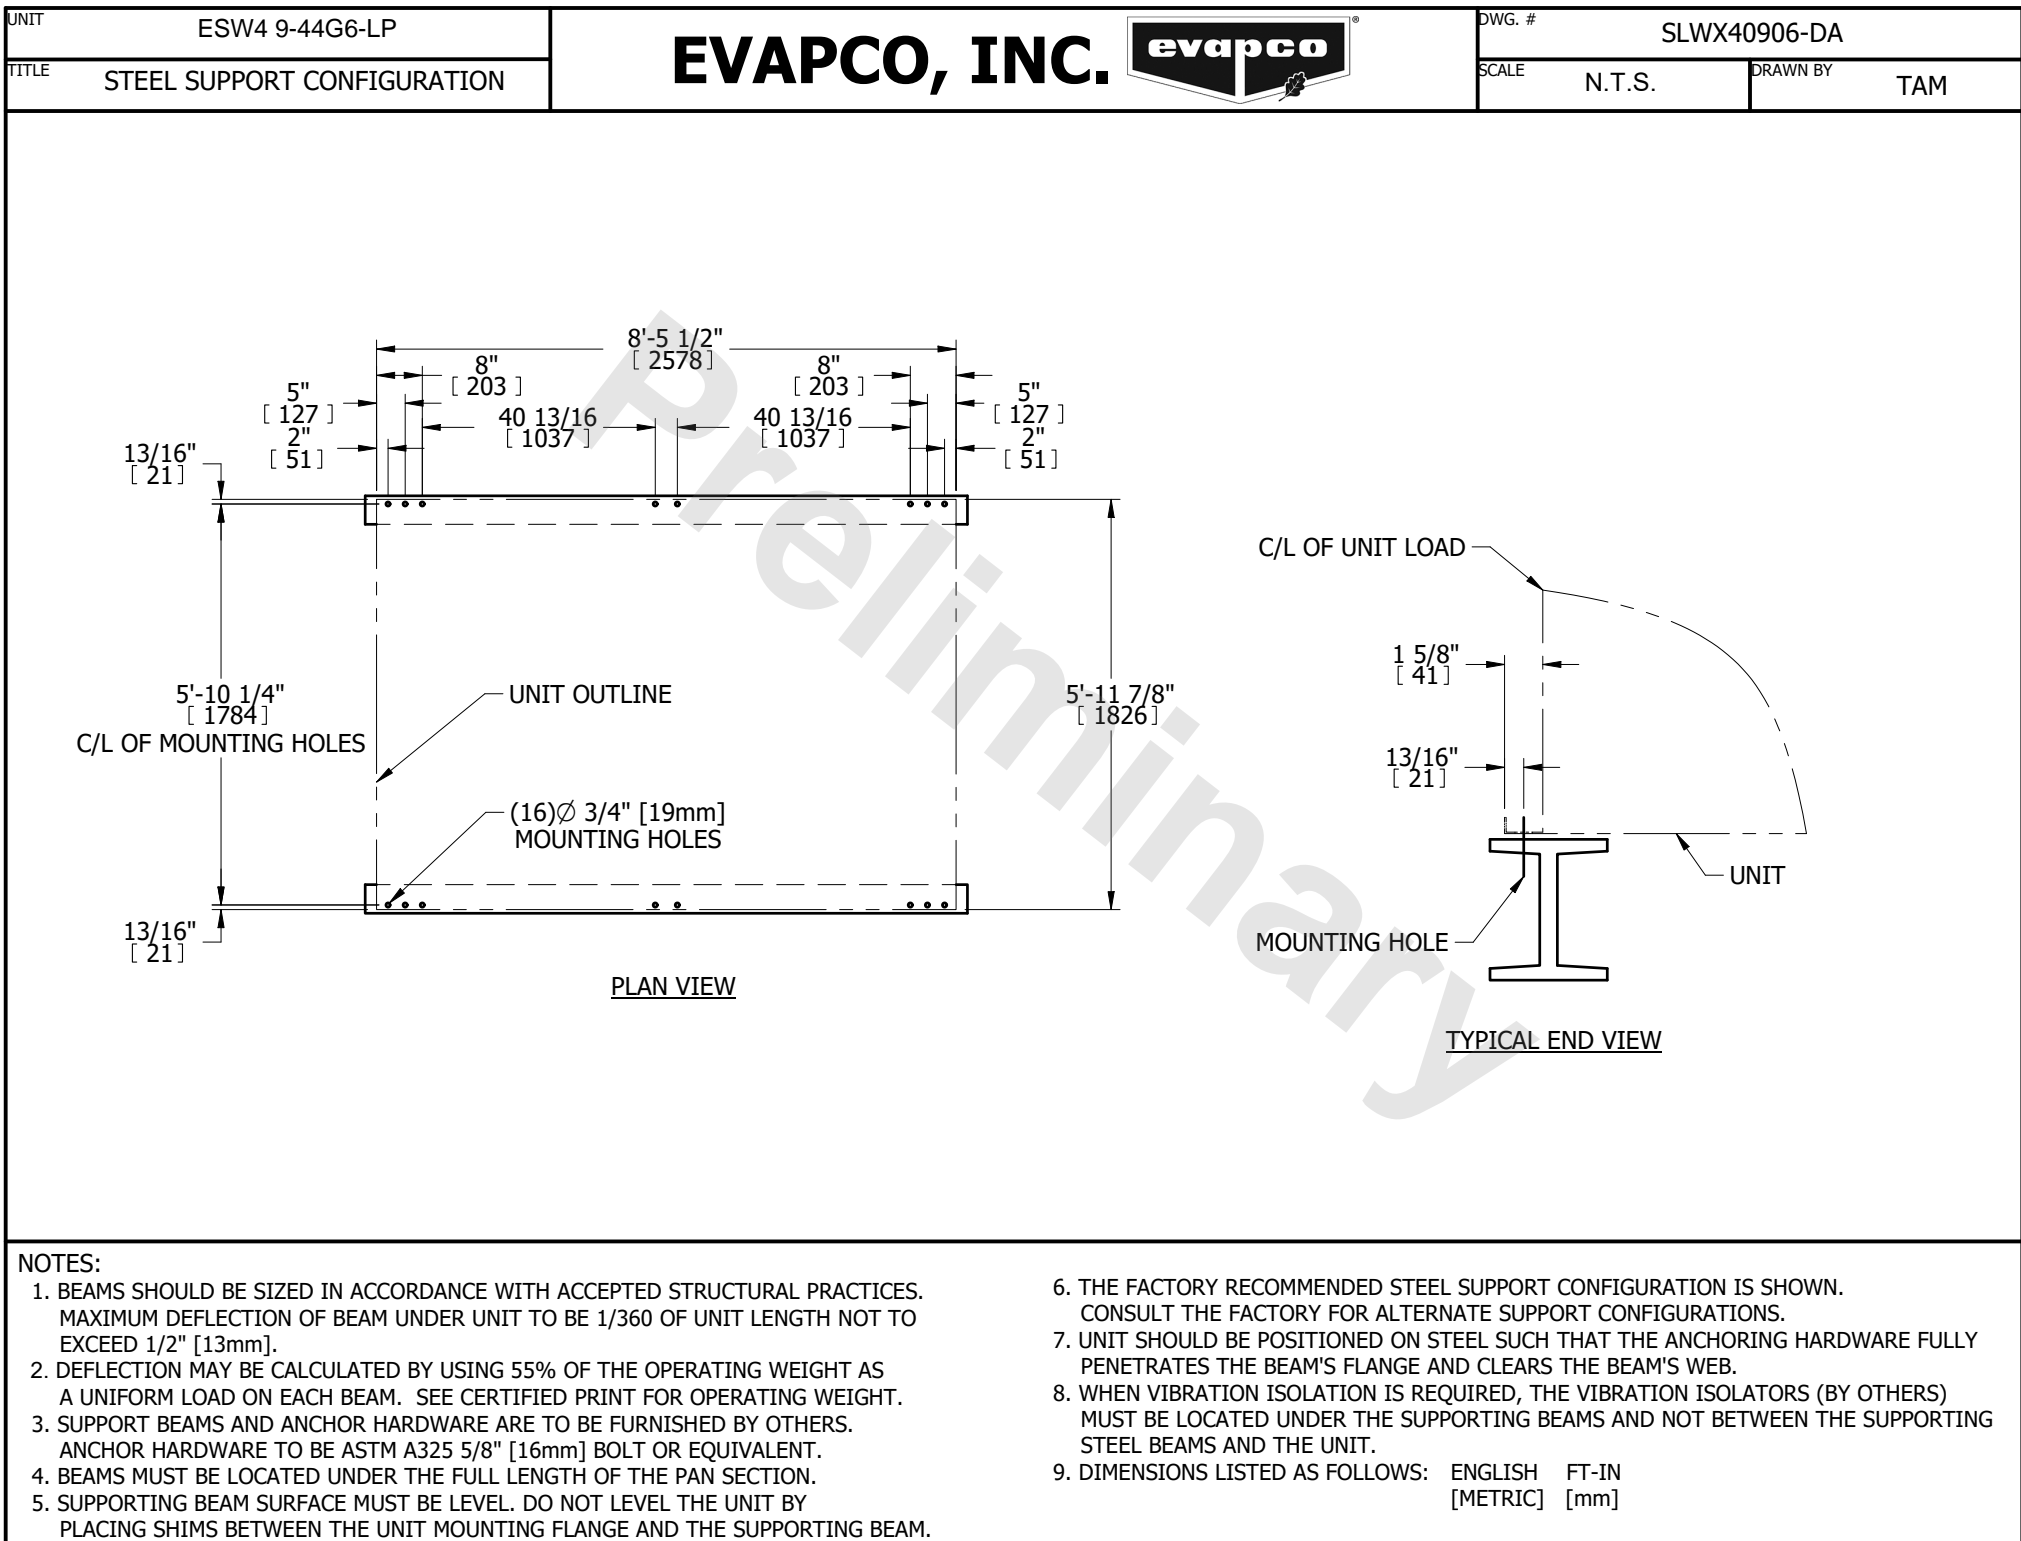 UNIT
ESW4 9-44G6-LP
TITLE
STEEL SUPPORT CONFIGURATION
EVAPCO, INC.
evapco
®
DWG. #
SLWX40906-DA
SCALE
N.T.S.
DRAWN BY
TAM
8'-5 1/2"
[ 2578 ]
8"
[ 203 ]
8"
[ 203 ]
5"
[ 127 ]
5"
[ 127 ]
40 13/16
[ 1037 ]
40 13/16
[ 1037 ]
2"
[ 51 ]
2"
[ 51 ]
13/16"
[ 21 ]
5'-10 1/4"
[ 1784 ]
C/L OF MOUNTING HOLES
UNIT OUTLINE
5'-11 7/8"
[ 1826 ]
(16)Ø 3/4" [19mm]
MOUNTING HOLES
13/16"
[ 21 ]
PLAN VIEW
C/L OF UNIT LOAD
1 5/8"
[ 41 ]
13/16"
[ 21 ]
UNIT
MOUNTING HOLE
TYPICAL END VIEW
Preliminary
NOTES:
1. BEAMS SHOULD BE SIZED IN ACCORDANCE WITH ACCEPTED STRUCTURAL PRACTICES.
MAXIMUM DEFLECTION OF BEAM UNDER UNIT TO BE 1/360 OF UNIT LENGTH NOT TO
EXCEED 1/2" [13mm].
2. DEFLECTION MAY BE CALCULATED BY USING 55% OF THE OPERATING WEIGHT AS
A UNIFORM LOAD ON EACH BEAM. SEE CERTIFIED PRINT FOR OPERATING WEIGHT.
3. SUPPORT BEAMS AND ANCHOR HARDWARE ARE TO BE FURNISHED BY OTHERS.
ANCHOR HARDWARE TO BE ASTM A325 5/8" [16mm] BOLT OR EQUIVALENT.
4. BEAMS MUST BE LOCATED UNDER THE FULL LENGTH OF THE PAN SECTION.
5. SUPPORTING BEAM SURFACE MUST BE LEVEL. DO NOT LEVEL THE UNIT BY
PLACING SHIMS BETWEEN THE UNIT MOUNTING FLANGE AND THE SUPPORTING BEAM.
6. THE FACTORY RECOMMENDED STEEL SUPPORT CONFIGURATION IS SHOWN.
CONSULT THE FACTORY FOR ALTERNATE SUPPORT CONFIGURATIONS.
7. UNIT SHOULD BE POSITIONED ON STEEL SUCH THAT THE ANCHORING HARDWARE FULLY
PENETRATES THE BEAM'S FLANGE AND CLEARS THE BEAM'S WEB.
8. WHEN VIBRATION ISOLATION IS REQUIRED, THE VIBRATION ISOLATORS (BY OTHERS)
MUST BE LOCATED UNDER THE SUPPORTING BEAMS AND NOT BETWEEN THE SUPPORTING
STEEL BEAMS AND THE UNIT.
9. DIMENSIONS LISTED AS FOLLOWS: ENGLISH FT-IN
[METRIC] [mm]